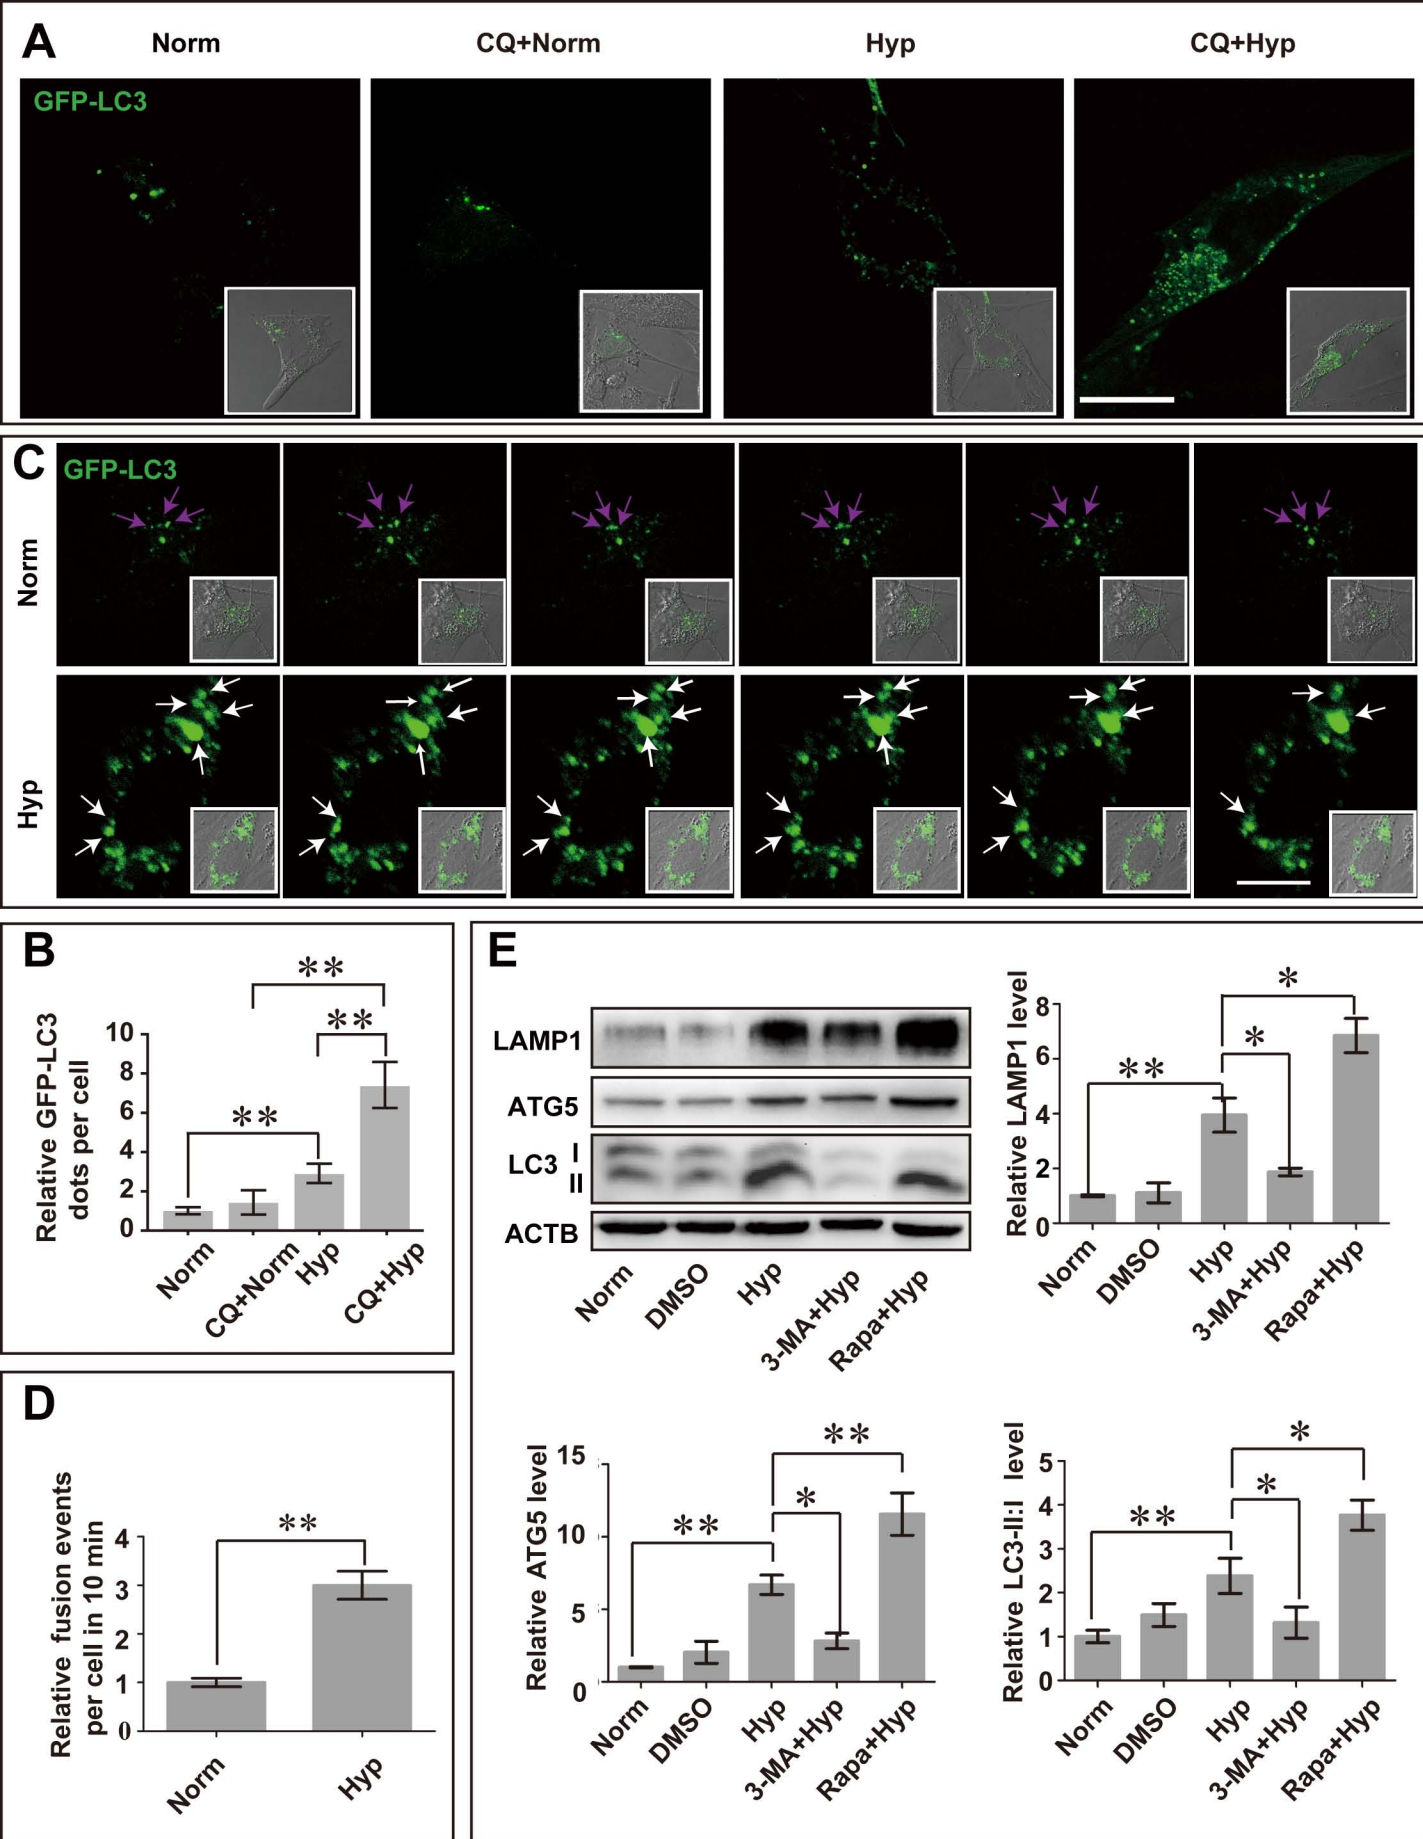 A
Norm
CQ+Norm
Hyp
CQ+Hyp
GFP-LC3
C
GFP-LC3
Norm
Hyp
B
Relative GFP-LC3
dots per cell
10
8
6
4
2
0
**
**
**
Norm
CQ+Norm
Hyp
CQ+Hyp
D
Relative fusion events
per cell in 10 min
4
3
2
1
0
**
Norm
Hyp
E
LAMP1
ATG5
LC3 I
II
ACTB
Norm
DMSO
Hyp
3-MA+Hyp
Rapa+Hyp
Relative LAMP1 level
8
6
4
2
0
**
*
*
Norm
DMSO
Hyp
3-MA+Hyp
Rapa+Hyp
Relative ATG5 level
15
10
5
0
**
*
**
Norm
DMSO
Hyp
3-MA+Hyp
Rapa+Hyp
Relative LC3-II:I level
5
4
3
2
1
0
**
*
*
Norm
DMSO
Hyp
3-MA+Hyp
Rapa+Hyp